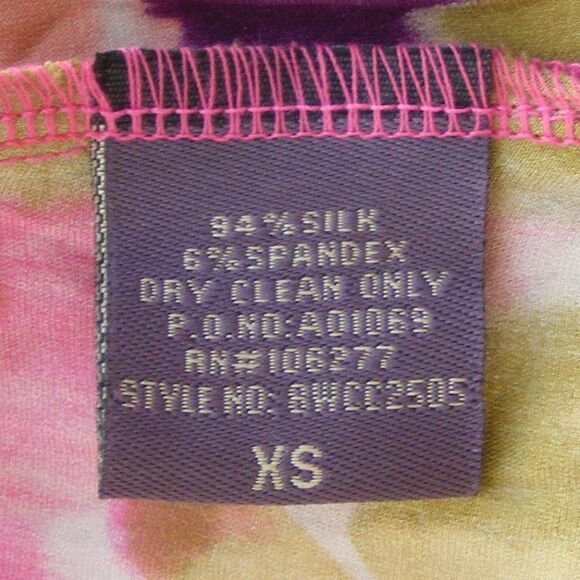 94% SILK
6% SPANDEX
DRY CLEAN ONLY
P.O.NO: A01069
RN#106277
STYLE NO: 8WCC2505
XS